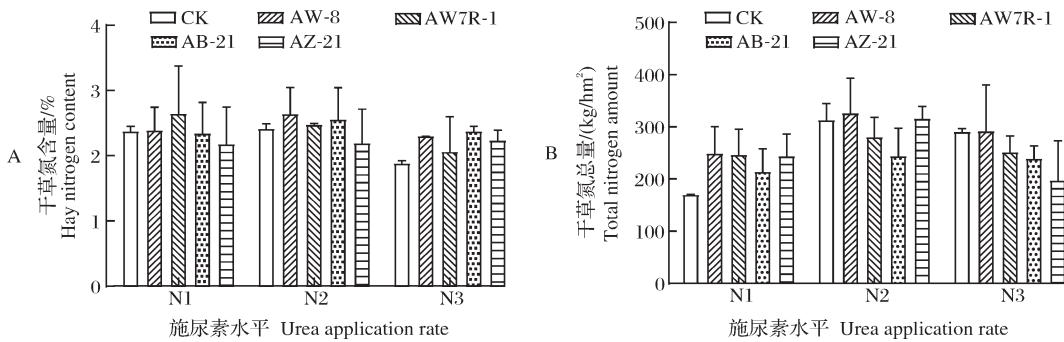 CK AW-8 AW7R-1
AB-21 AZ-21
A
干草氮含量/%
Hay nitrogen content
4
3
2
1
0
N1 N2 N3
施尿素水平 Urea application rate
CK AW-8 AW7R-1
AB-21 AZ-21
B
干草氮总量/(kg/hm²)
Total nitrogen amount
500
400
300
200
100
0
N1 N2 N3
施尿素水平 Urea application rate